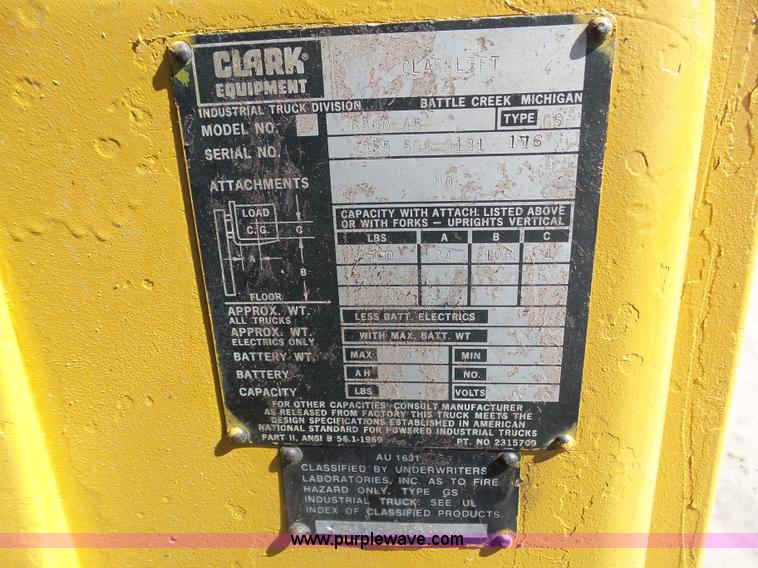 CLARK®
EQUIPMENT
CLARKLIFT
INDUSTRIAL TRUCK DIVISION BATTLE CREEK MICHIGAN
MODEL NO. TYPE GS
SERIAL NO. 176
ATTACHMENTS NO
LOAD
C.G. C
A
B
FLOOR
CAPACITY WITH ATTACH. LISTED ABOVE
OR WITH FORKS – UPRIGHTS VERTICAL
LBS A B C
24
APPROX. WT.
ALL TRUCKS
LESS BATT. ELECTRICS
APPROX. WT.
ELECTRICS ONLY
WITH MAX. BATT. WT
BATTERY WT. MAX MIN
BATTERY AH NO.
CAPACITY LBS VOLTS
FOR OTHER CAPACITIES CONSULT MANUFACTURER
AS RELEASED FROM FACTORY THIS TRUCK MEETS THE
DESIGN SPECIFICATIONS ESTABLISHED IN AMERICAN
NATIONAL STANDARD FOR POWERED INDUSTRIAL TRUCKS
PART II, ANSI B 56.1-1969 PT. NO 2315709
AU 1631
CLASSIFIED BY UNDERWRITERS
LABORATORIES, INC. AS TO FIRE
HAZARD ONLY. TYPE GS
INDUSTRIAL TRUCK. SEE UL
INDEX OF CLASSIFIED PRODUCTS.
www.purplewave.com